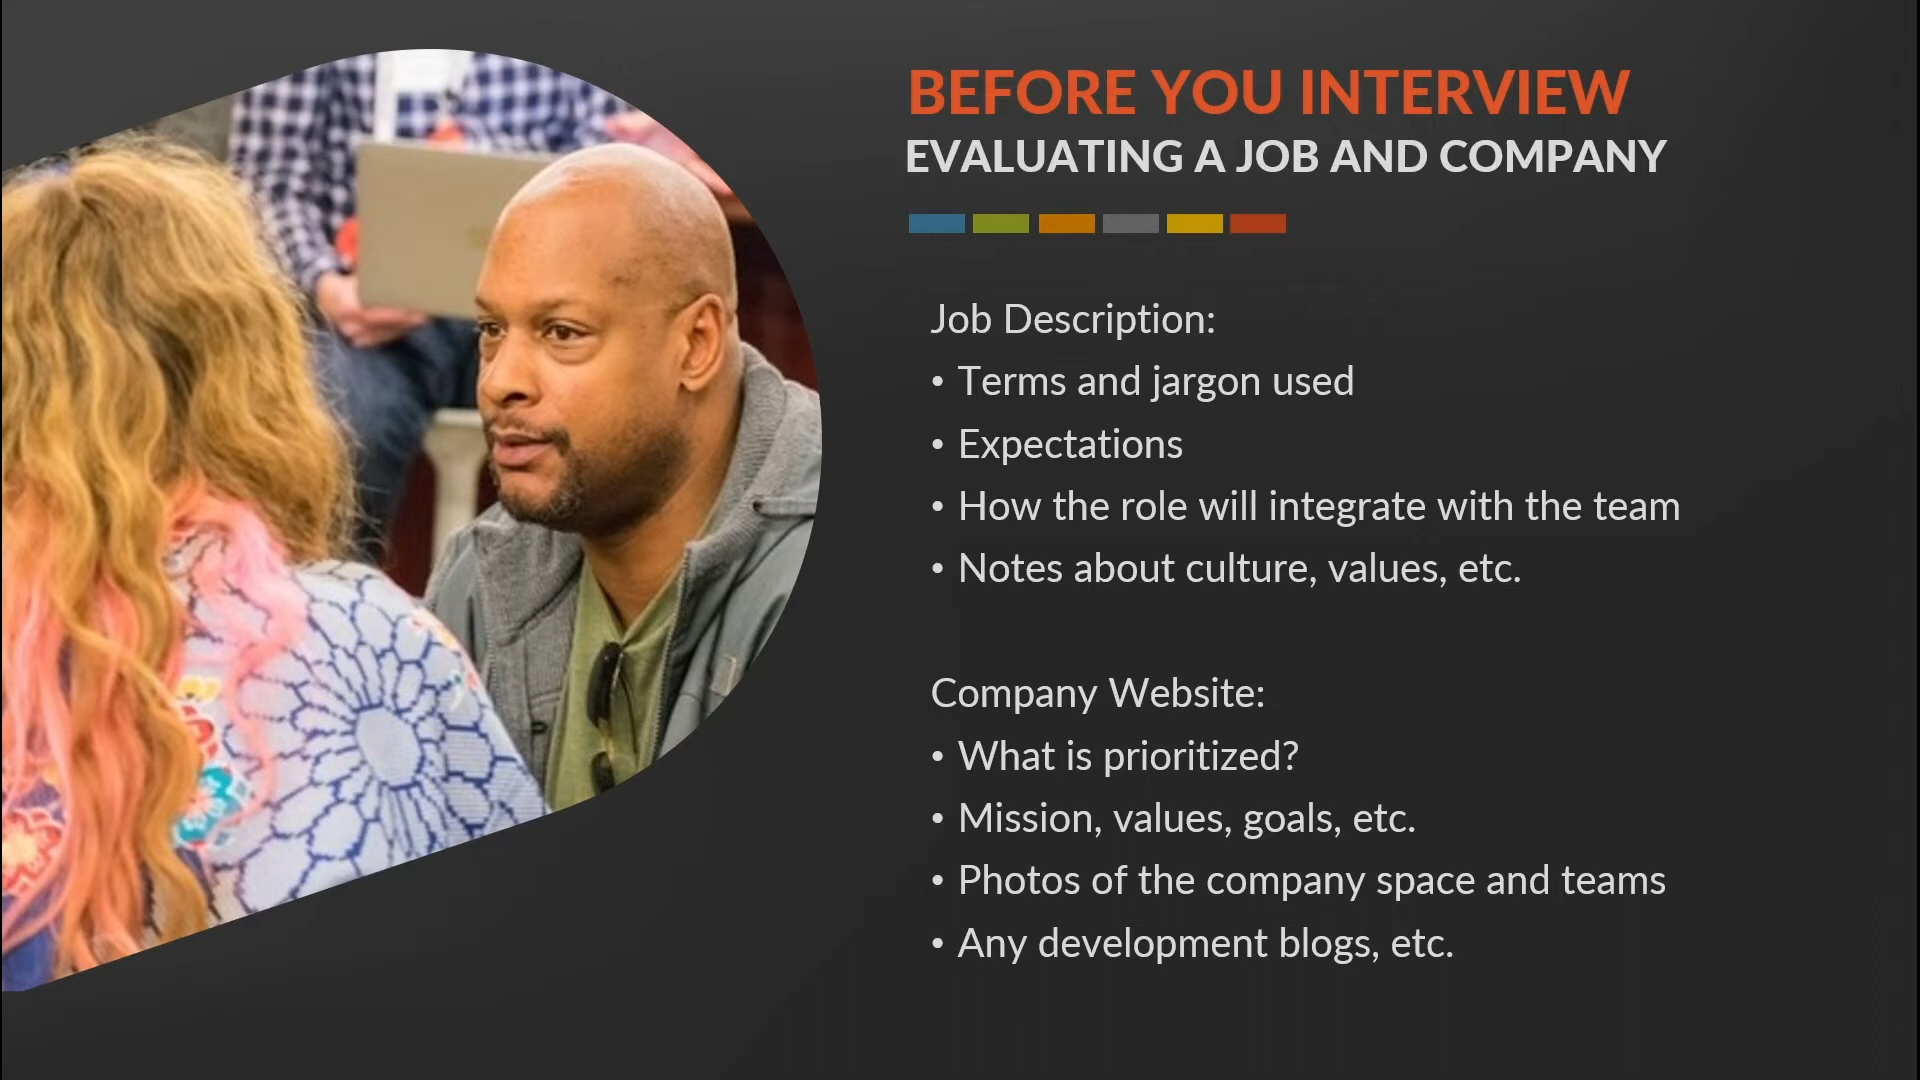 BEFORE YOU INTERVIEW
EVALUATING A JOB AND COMPANY
Job Description:
• Terms and jargon used
• Expectations
• How the role will integrate with the team
• Notes about culture, values, etc.
Company Website:
• What is prioritized?
• Mission, values, goals, etc.
• Photos of the company space and teams
• Any development blogs, etc.